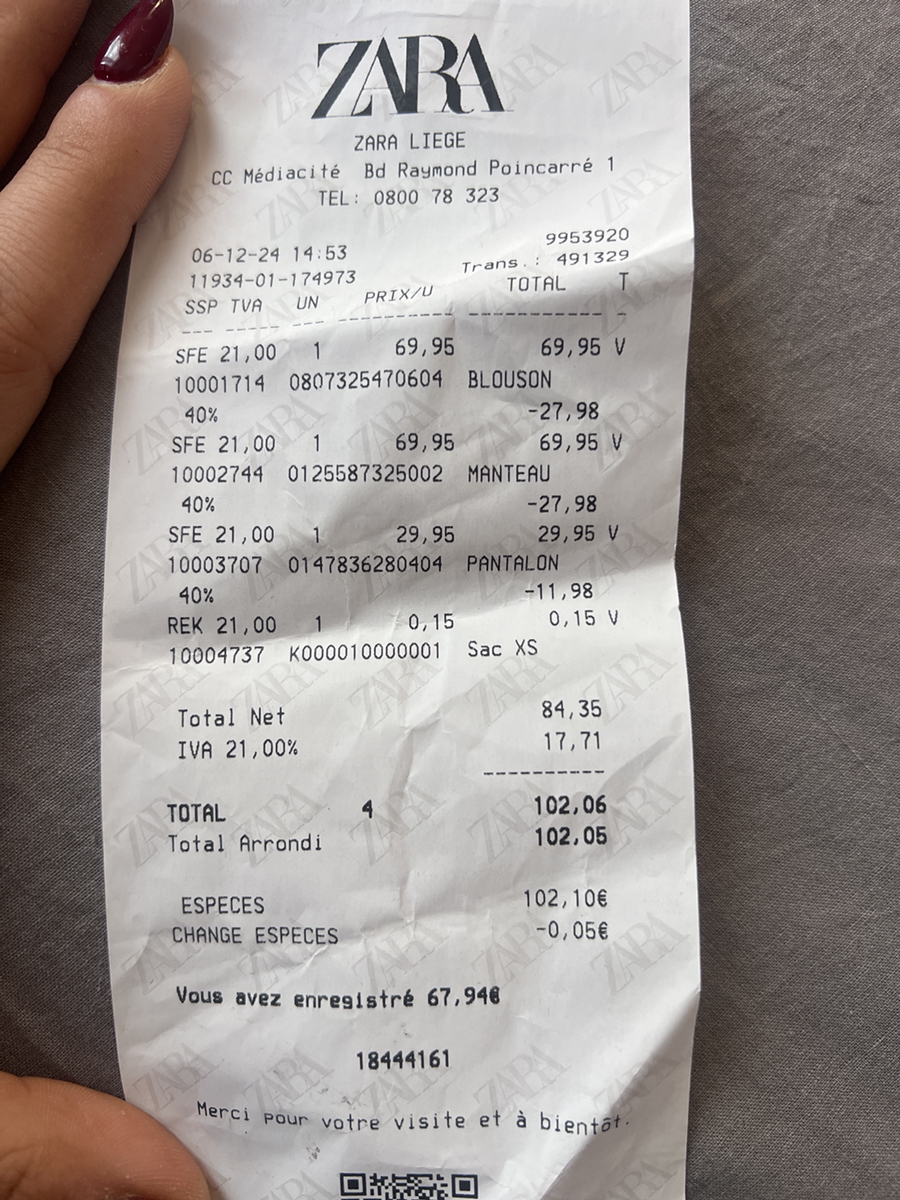 ZARA
ZARA LIEGE
CC Médiacité Bd Raymond Poincarré 1
TEL: 0800 78 323
9953920
06-12-24 14:53
Trans.: 491329
11934-01-174973
SSP TVA UN PRIX/U TOTAL T
--- ----- --- ----------- ------------ -
SFE 21,00 1 69,95 69,95 V
10001714 0807325470604 BLOUSON
40% -27,98
SFE 21,00 1 69,95 69,95 V
10002744 0125587325002 MANTEAU
40% -27,98
SFE 21,00 1 29,95 29,95 V
10003707 0147836280404 PANTALON
40% -11,98
REK 21,00 1 0,15 0,15 V
10004737 K000010000001 Sac XS
Total Net 84,35
IVA 21,00% 17,71
----------
TOTAL 4 102,06
Total Arrondi 102,05
ESPECES 102,10€
CHANGE ESPECES -0,05€
Vous avez enregistré 67,94€
18444161
Merci pour votre visite et à bientôt.